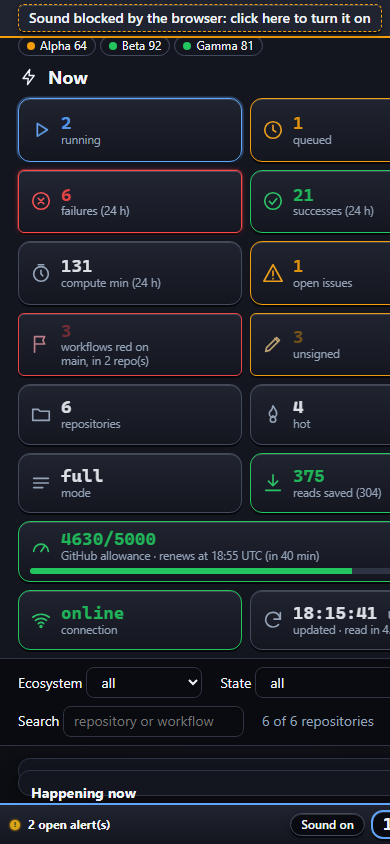 Sound blocked by the browser: click here to turn it on
Alpha 64 Beta 92 Gamma 81
Now
2
running
1
queued
6
failures (24 h)
21
successes (24 h)
131
compute min (24 h)
1
open issues
3
workflows red on
main, in 2 repo(s)
3
unsigned
6
repositories
4
hot
full
mode
375
reads saved (304)
4630/5000
GitHub allowance · renews at 18:55 UTC (in 40 min)
online
connection
18:15:41
updated · read in 4.
Ecosystem all State all
Search repository or workflow 6 of 6 repositories
Happening now
2 open alert(s) Sound on 1